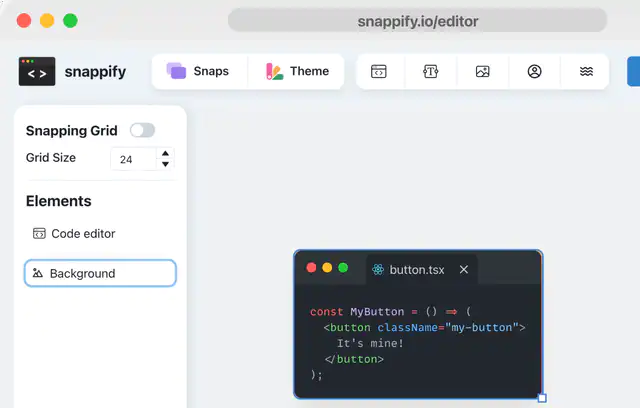 snappify.io/editor
snappify
Snaps
Theme
Snapping Grid
Grid Size
24
Elements
Code editor
Background
button.tsx
const MyButton = () => (
<button className="my-button">
It's mine!
</button>
);